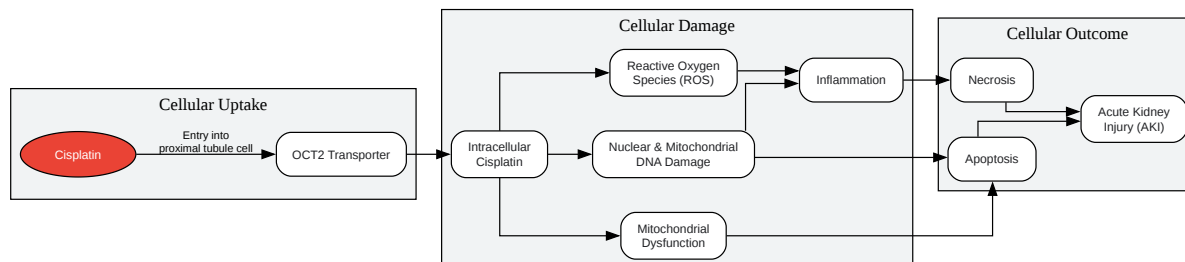 Cellular Uptake
Cisplatin
Entry into
proximal tubule cell
OCT2 Transporter
Cellular Damage
Intracellular
Cisplatin
Reactive Oxygen
Species (ROS)
Inflammation
Nuclear & Mitochondrial
DNA Damage
Mitochondrial
Dysfunction
Cellular Outcome
Necrosis
Apoptosis
Acute Kidney
Injury (AKI)